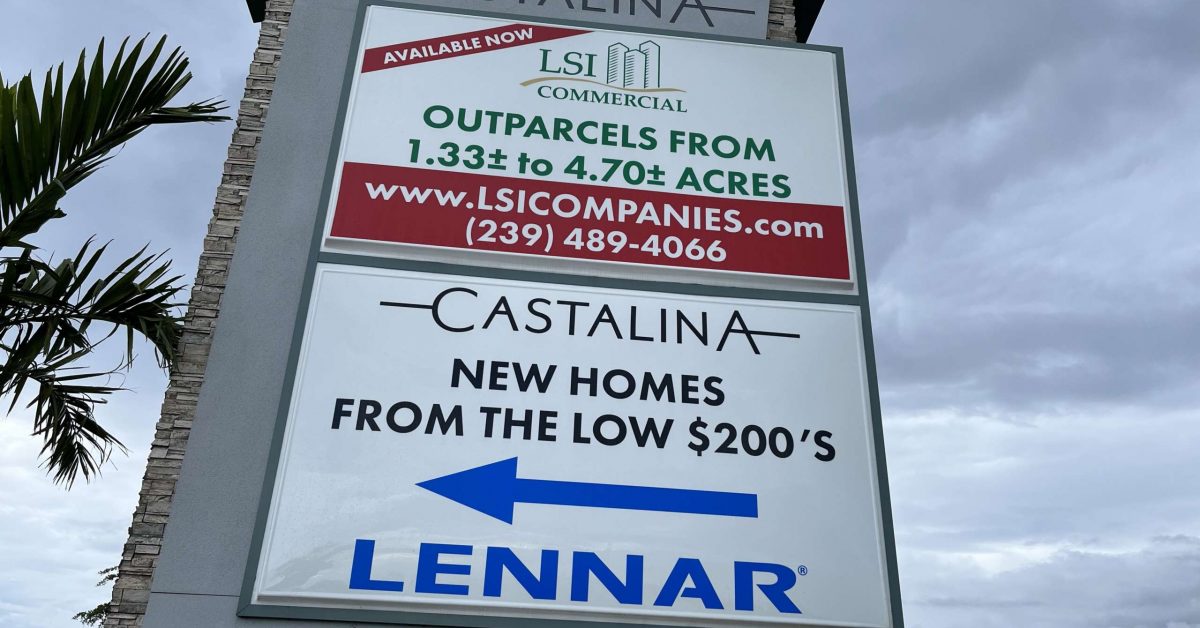 CASTALINA
AVAILABLE NOW
LSI
COMMERCIAL
OUTPARCELS FROM
1.33± to 4.70± ACRES
www.LSICOMPANIES.com
(239) 489-4066
CASTALINA
NEW HOMES
FROM THE LOW $200'S
LENNAR®